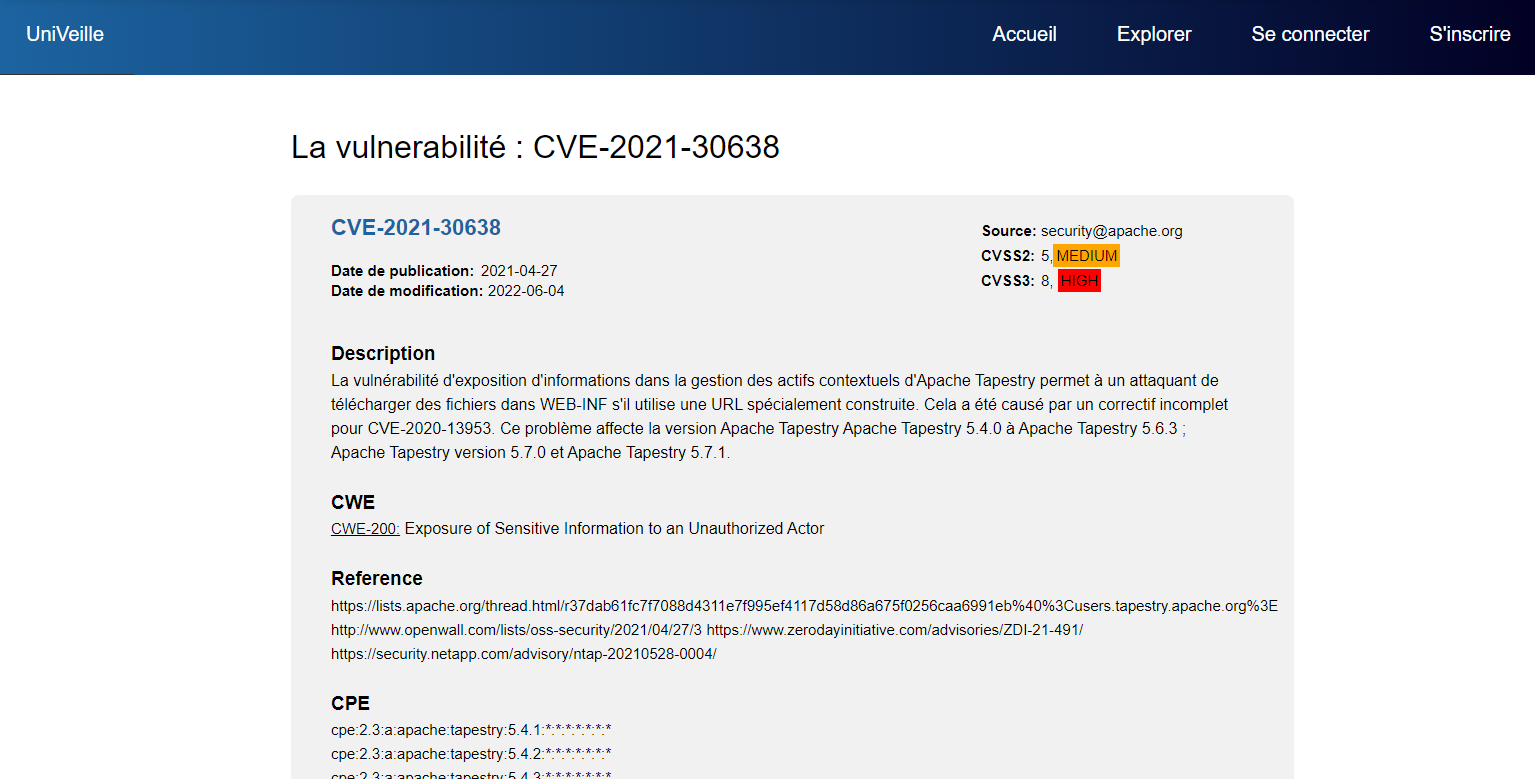 UniVeille
Accueil
Explorer
Se connecter
S'inscrire
La vulnerabilité : CVE-2021-30638
CVE-2021-30638
Date de publication: 2021-04-27
Date de modification: 2022-06-04
Source: security@apache.org
CVSS2: 5, MEDIUM
CVSS3: 8, HIGH
Description
La vulnérabilité d'exposition d'informations dans la gestion des actifs contextuels d'Apache Tapestry permet à un attaquant de
télécharger des fichiers dans WEB-INF s'il utilise une URL spécialement construite. Cela a été causé par un correctif incomplet
pour CVE-2020-13953. Ce problème affecte la version Apache Tapestry Apache Tapestry 5.4.0 à Apache Tapestry 5.6.3 ;
Apache Tapestry version 5.7.0 et Apache Tapestry 5.7.1.
CWE
CWE-200: Exposure of Sensitive Information to an Unauthorized Actor
Reference
https://lists.apache.org/thread.html/r37dab61fc7f7088d4311e7f995ef4117d58d86a675f0256caa6991eb%40%3Cusers.tapestry.apache.org%3E
http://www.openwall.com/lists/oss-security/2021/04/27/3 https://www.zerodayinitiative.com/advisories/ZDI-21-491/
https://security.netapp.com/advisory/ntap-20210528-0004/
CPE
cpe:2.3:a:apache:tapestry:5.4.1:*:*:*:*:*:*:*
cpe:2.3:a:apache:tapestry:5.4.2:*:*:*:*:*:*:*
cpe:2.3:a:apache:tapestry:5.4.3:*:*:*:*:*:*:*